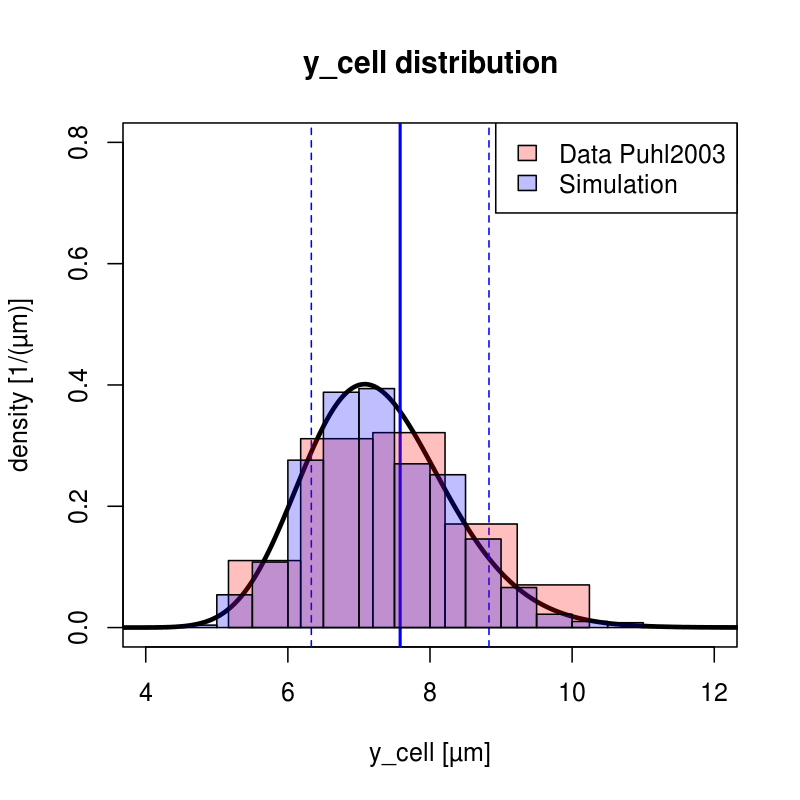 y_cell distribution
Data Puhl2003
Simulation
density [1/(µm)]
0.8
0.6
0.4
0.2
0.0
4 6 8 10 12
y_cell [µm]